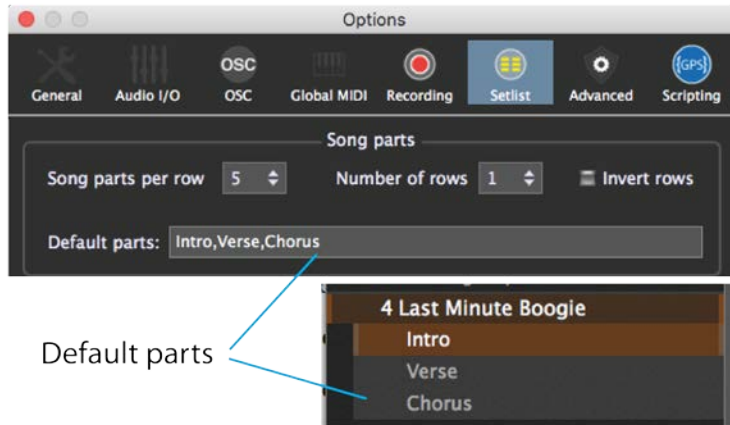 Options
OSC
{GPS}
General Audio I/O OSC Global MIDI Recording Setlist Advanced Scripting
Song parts
Song parts per row 5 Number of rows 1 Invert rows
Default parts: Intro,Verse,Chorus
4 Last Minute Boogie
Intro
Default parts
Verse
Chorus